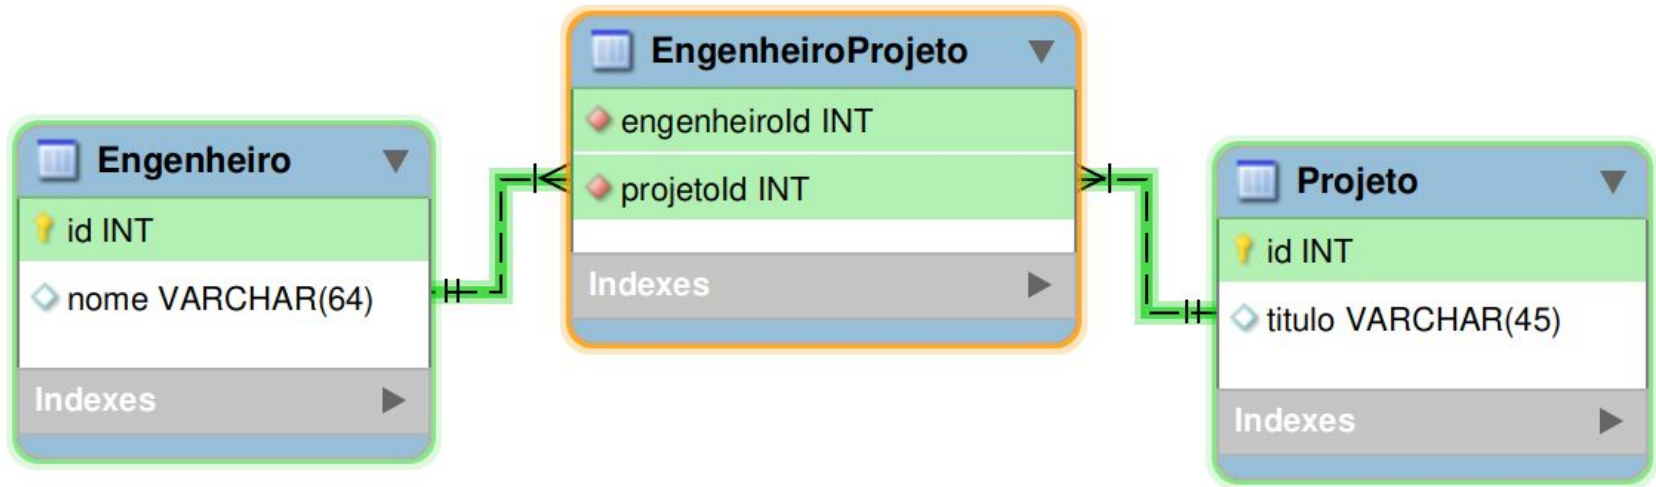 Engenheiro
id INT
nome VARCHAR(64)
Indexes
EngenheiroProjeto
engenheiroId INT
projetoId INT
Indexes
Projeto
id INT
titulo VARCHAR(45)
Indexes